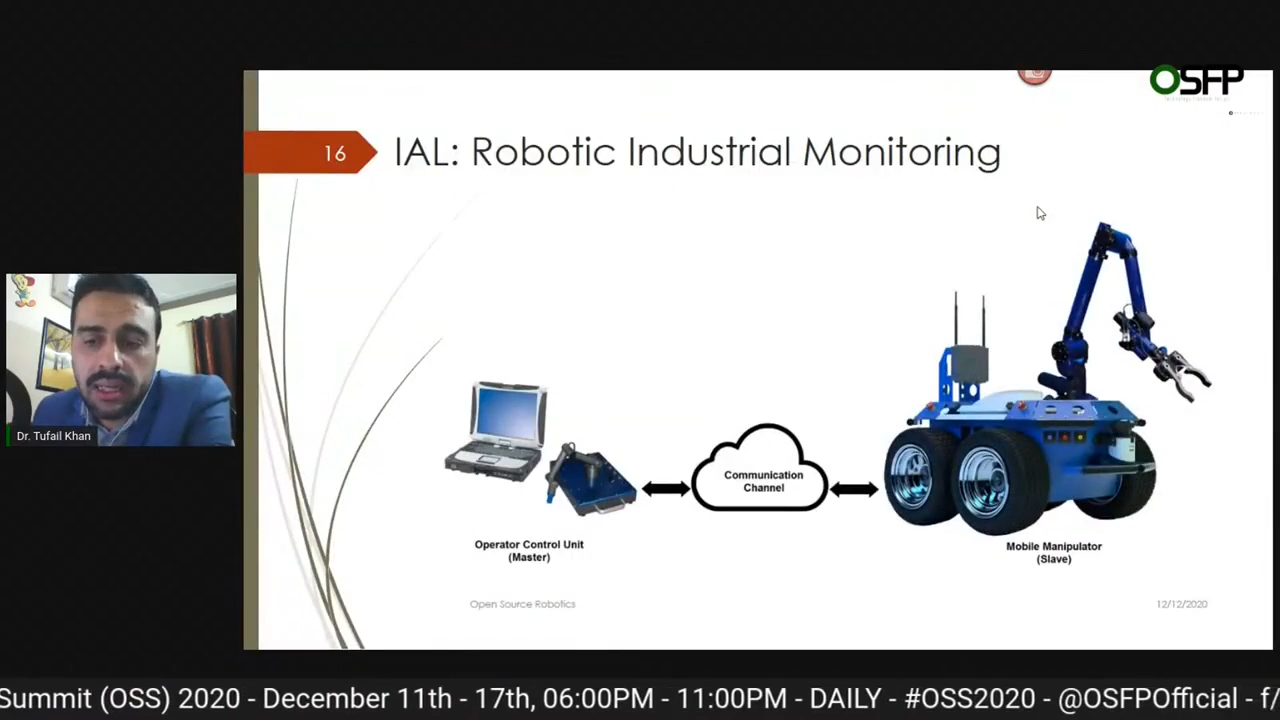 OSFP
16
IAL: Robotic Industrial Monitoring
Dr. Tufail Khan
Communication
Channel
Operator Control Unit
(Master)
Mobile Manipulator
(Slave)
Open Source Robotics
12/12/2020
Summit (OSS) 2020 - December 11th - 17th, 06:00PM - 11:00PM - DAILY - #OSS2020 - @OSFPOfficial - f/